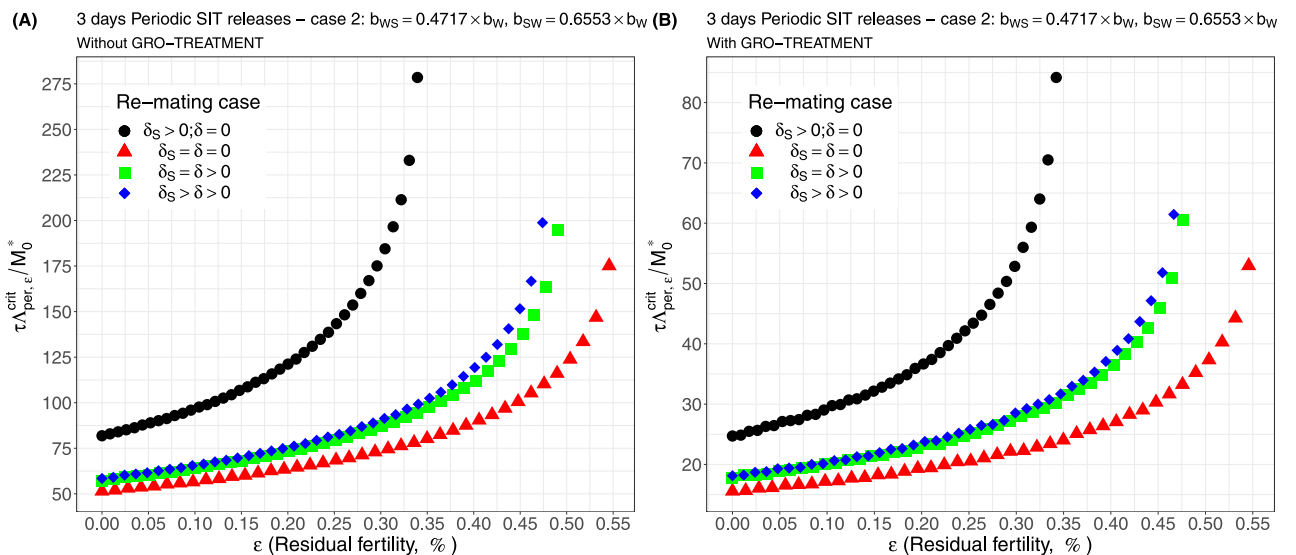 (A) 3 days Periodic SIT releases – case 2: b_WS = 0.4717 × b_W, b_SW = 0.6553 × b_W
Without GRO−TREATMENT
275
250
225
200
175
150
125
100
75
50
τΛ^crit_per, ε / M_0^*
Re−mating case
δ_S > 0; δ = 0
δ_S = δ = 0
δ_S = δ > 0
δ_S > δ > 0
0.00 0.05 0.10 0.15 0.20 0.25 0.30 0.35 0.40 0.45 0.50 0.55
ε (Residual fertility, %)
(B) 3 days Periodic SIT releases – case 2: b_WS = 0.4717 × b_W, b_SW = 0.6553 × b_W
With GRO−TREATMENT
80
70
60
50
40
30
20
τΛ^crit_per, ε / M_0^*
Re−mating case
δ_S > 0; δ = 0
δ_S = δ = 0
δ_S = δ > 0
δ_S > δ > 0
0.00 0.05 0.10 0.15 0.20 0.25 0.30 0.35 0.40 0.45 0.50 0.55
ε (Residual fertility, %)